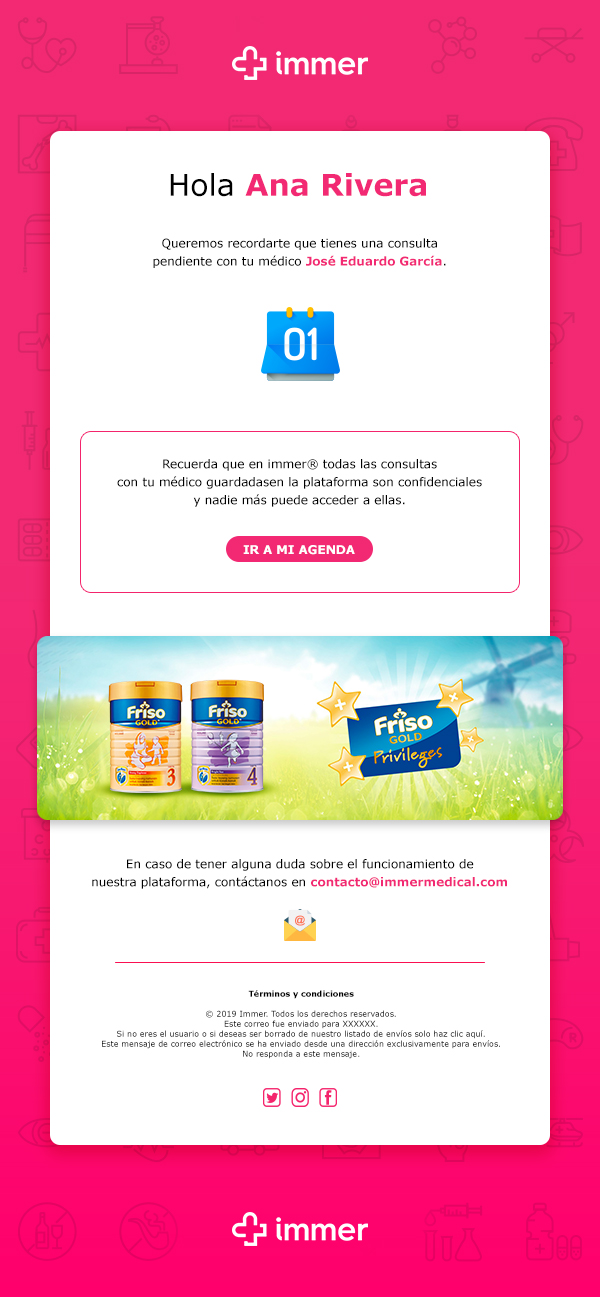 immer
Hola Ana Rivera
Queremos recordarte que tienes una consulta
pendiente con tu médico José Eduardo García.
01
Recuerda que en immer® todas las consultas
con tu médico guardadasen la plataforma son confidenciales
y nadie más puede acceder a ellas.
IR A MI AGENDA
Friso
GOLD
3
Friso
GOLD
4
Friso
GOLD
Privileges
En caso de tener alguna duda sobre el funcionamiento de
nuestra plataforma, contáctanos en contacto@immermedical.com
@
Términos y condiciones
© 2019 Immer. Todos los derechos reservados.
Este correo fue enviado para XXXXXX.
Si no eres el usuario o si deseas ser borrado de nuestro listado de envíos solo haz clic aquí.
Este mensaje de correo electrónico se ha enviado desde una dirección exclusivamente para envíos.
No responda a este mensaje.
immer